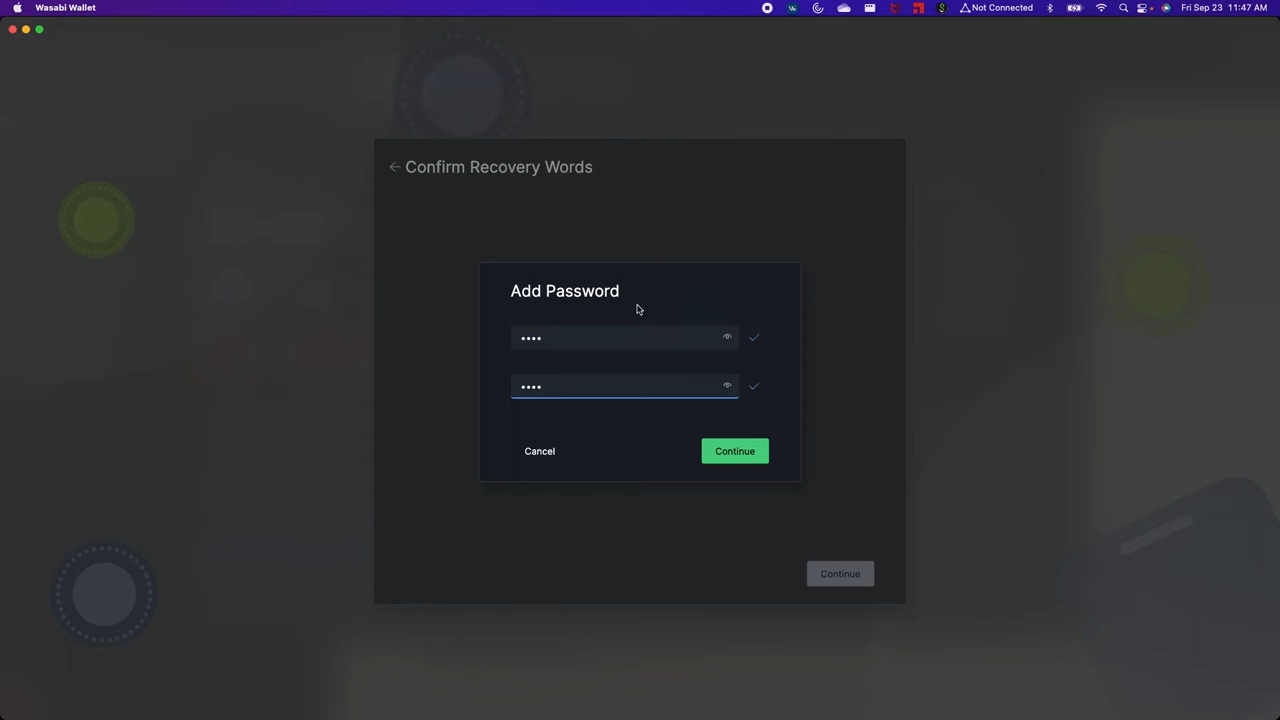 Wasabi Wallet
Not Connected
Fri Sep 23 11:47 AM
← Confirm Recovery Words
Add Password
••••
••••
Cancel
Continue
Continue